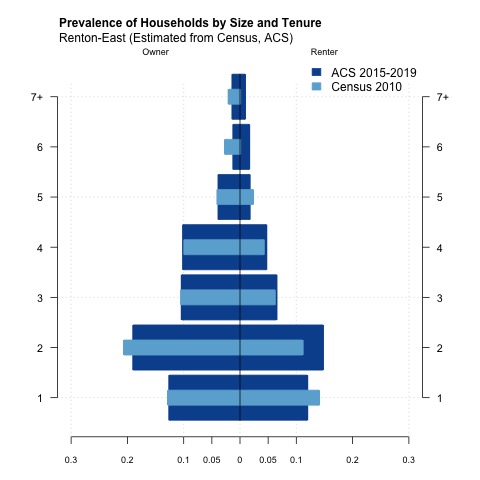 Prevalence of Households by Size and Tenure
Renton-East (Estimated from Census, ACS)
Owner Renter
ACS 2015-2019
Census 2010
7+ 7+
6 6
5 5
4 4
3 3
2 2
1 1
0.3 0.2 0.1 0.05 0 0.05 0.1 0.2 0.3